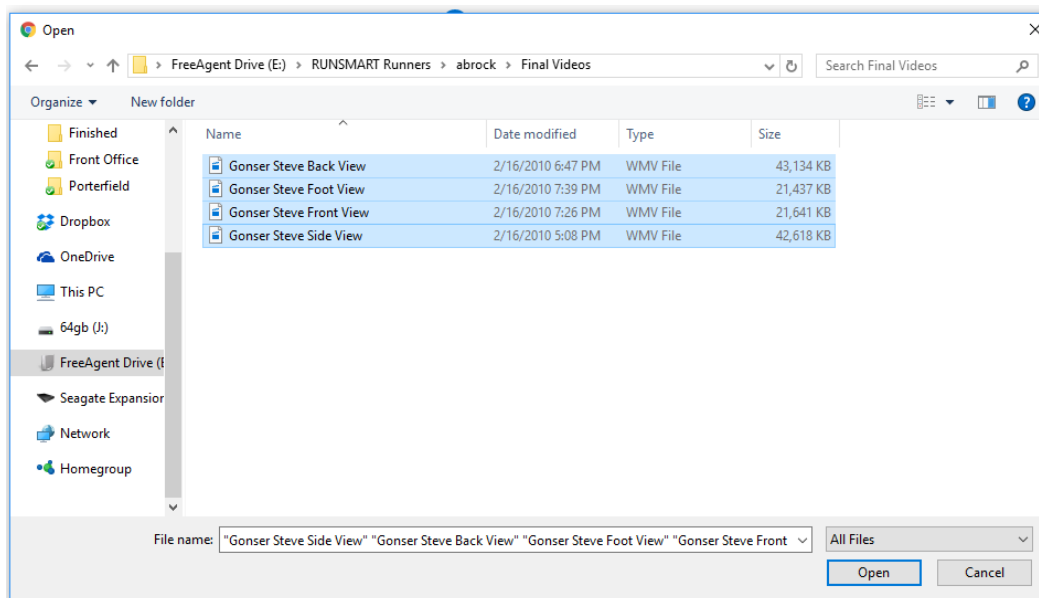 Open
FreeAgent Drive (E:) > RUNSMART Runners > abrock > Final Videos
Search Final Videos
Organize
New folder
Finished
Front Office
Porterfield
Dropbox
OneDrive
This PC
64gb (J:)
FreeAgent Drive (E
Seagate Expansion
Network
Homegroup
Name Date modified Type Size
Gonser Steve Back View 2/16/2010 6:47 PM WMV File 43,134 KB
Gonser Steve Foot View 2/16/2010 7:39 PM WMV File 21,437 KB
Gonser Steve Front View 2/16/2010 7:26 PM WMV File 21,641 KB
Gonser Steve Side View 2/16/2010 5:08 PM WMV File 42,618 KB
File name: "Gonser Steve Side View" "Gonser Steve Back View" "Gonser Steve Foot View" "Gonser Steve Front
All Files
Open
Cancel